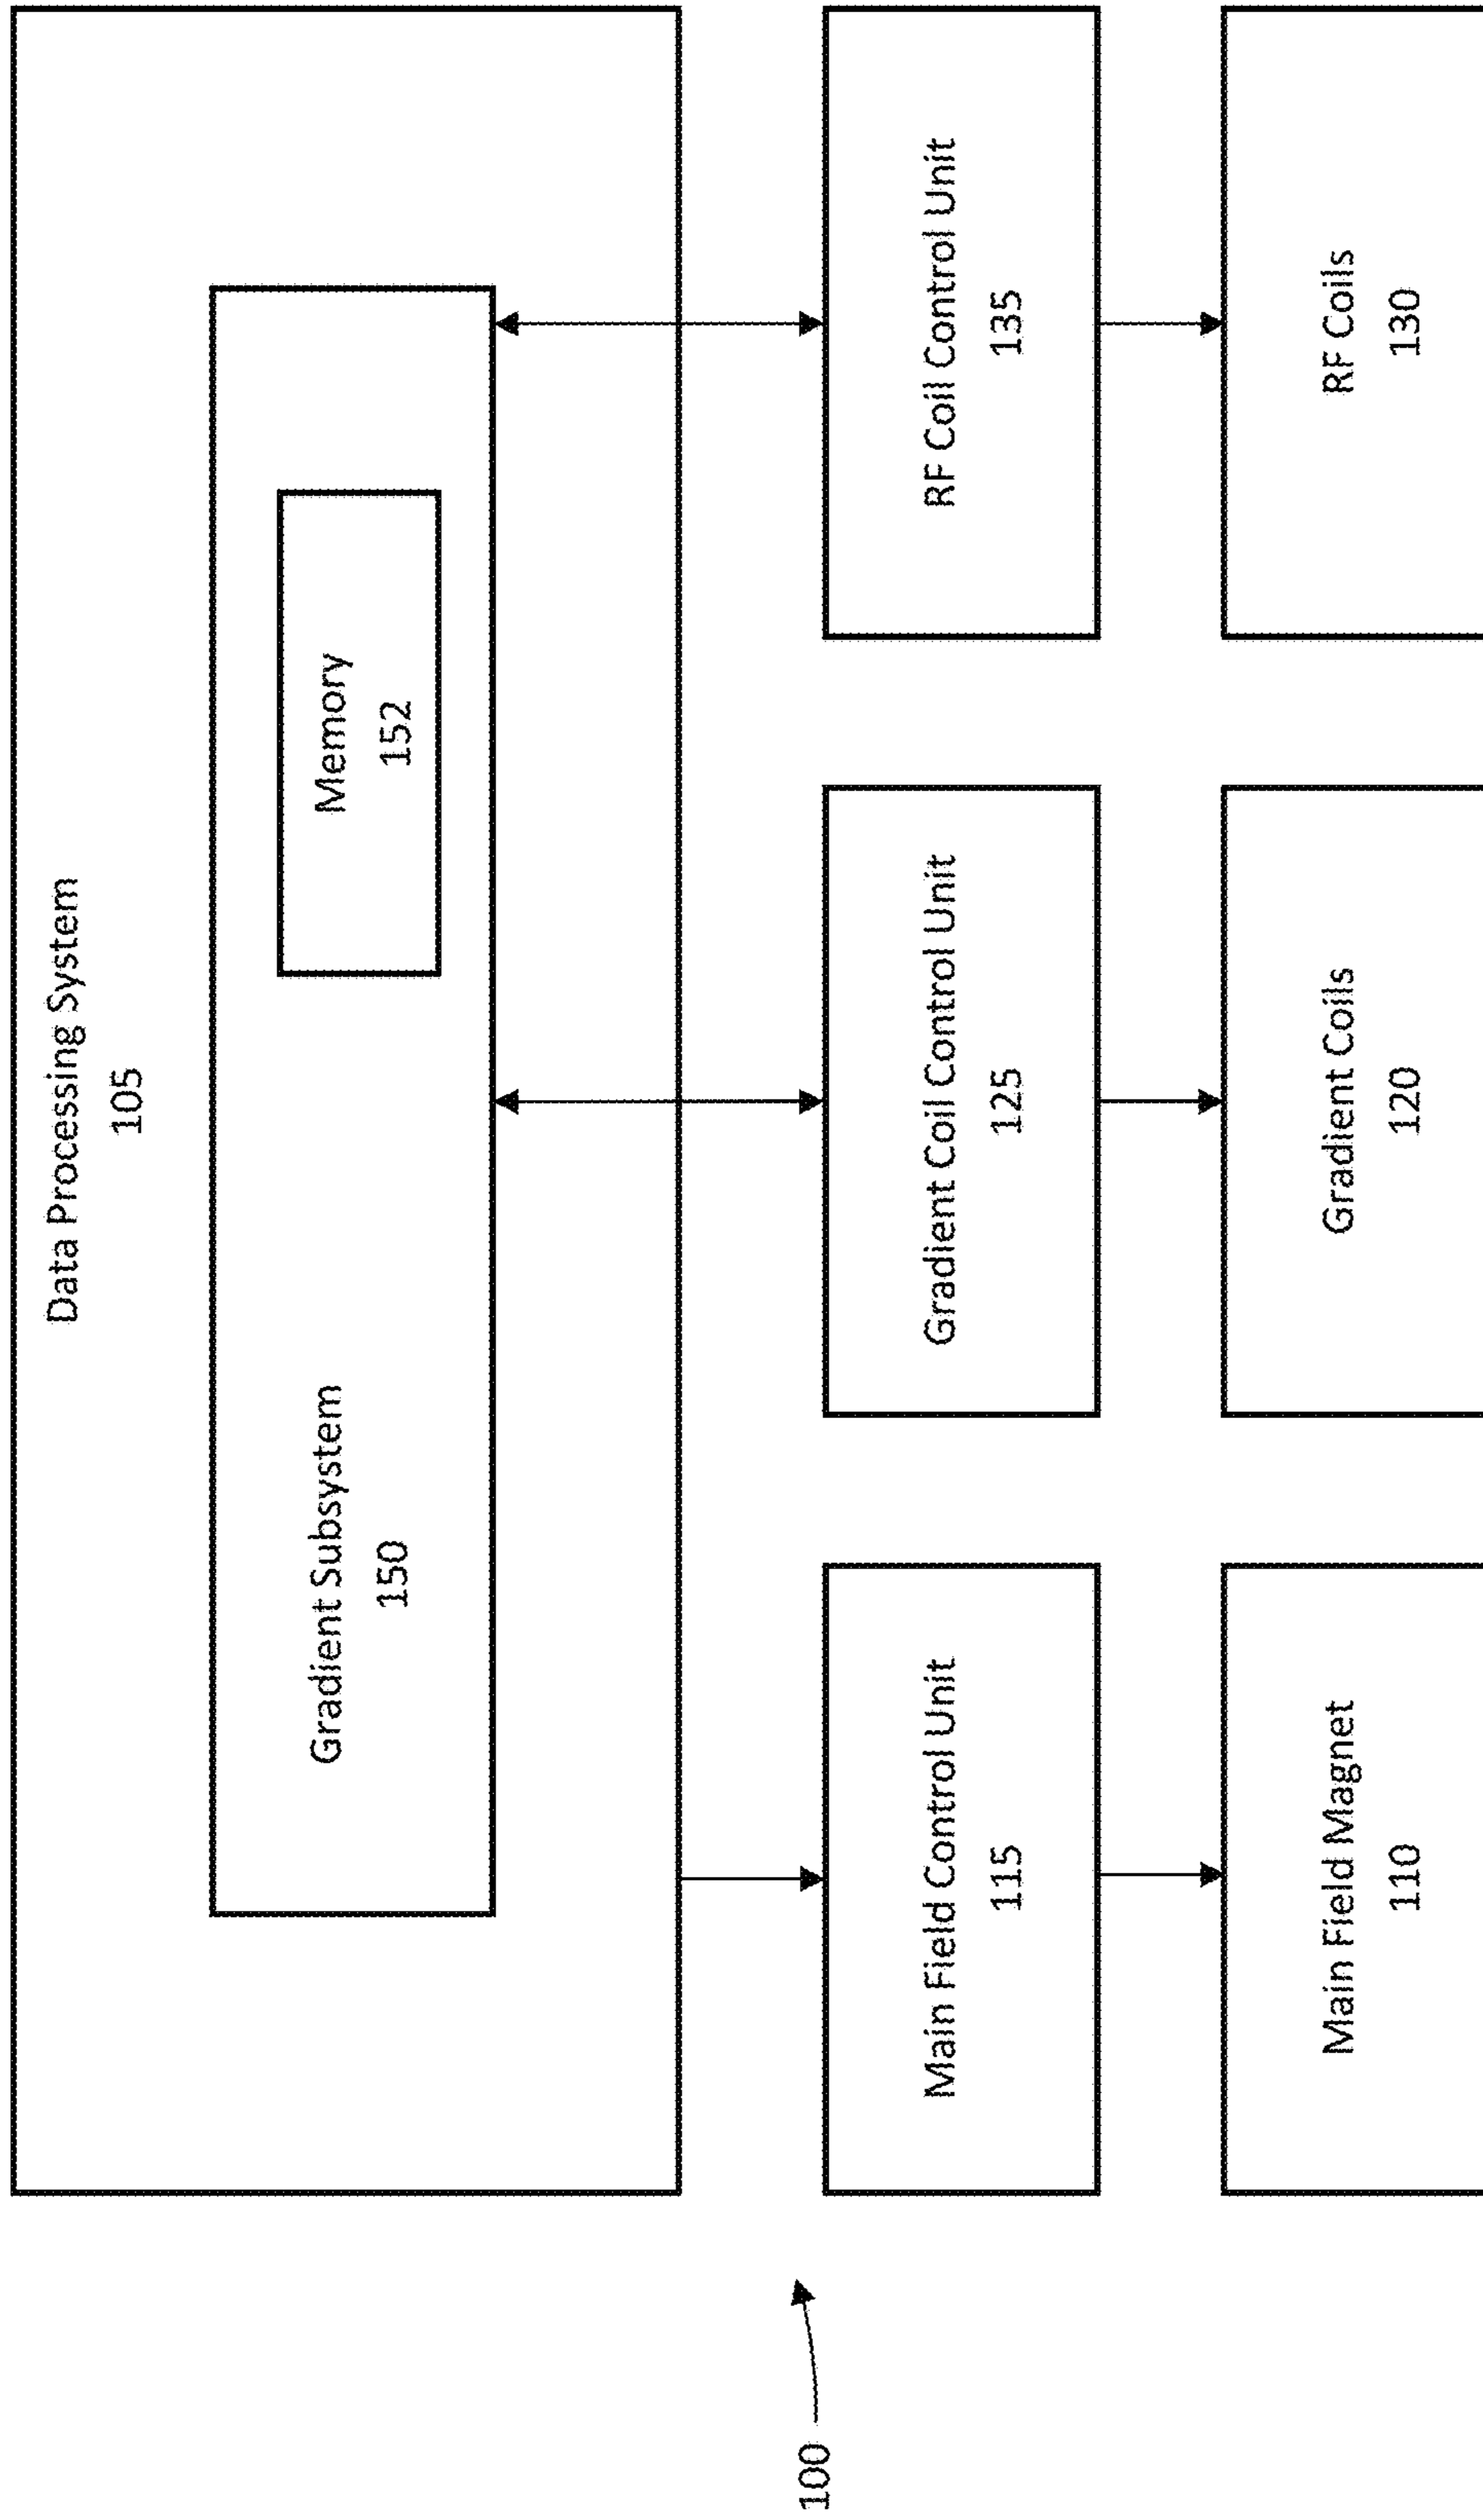 Data Processing System
105
Gradient Subsystem
150
Memory
152
Main Field Control Unit
115
Gradient Coil Control Unit
125
RF Coil Control Unit
135
Main Field Magnet
110
Gradient Coils
120
RF Coils
130
100